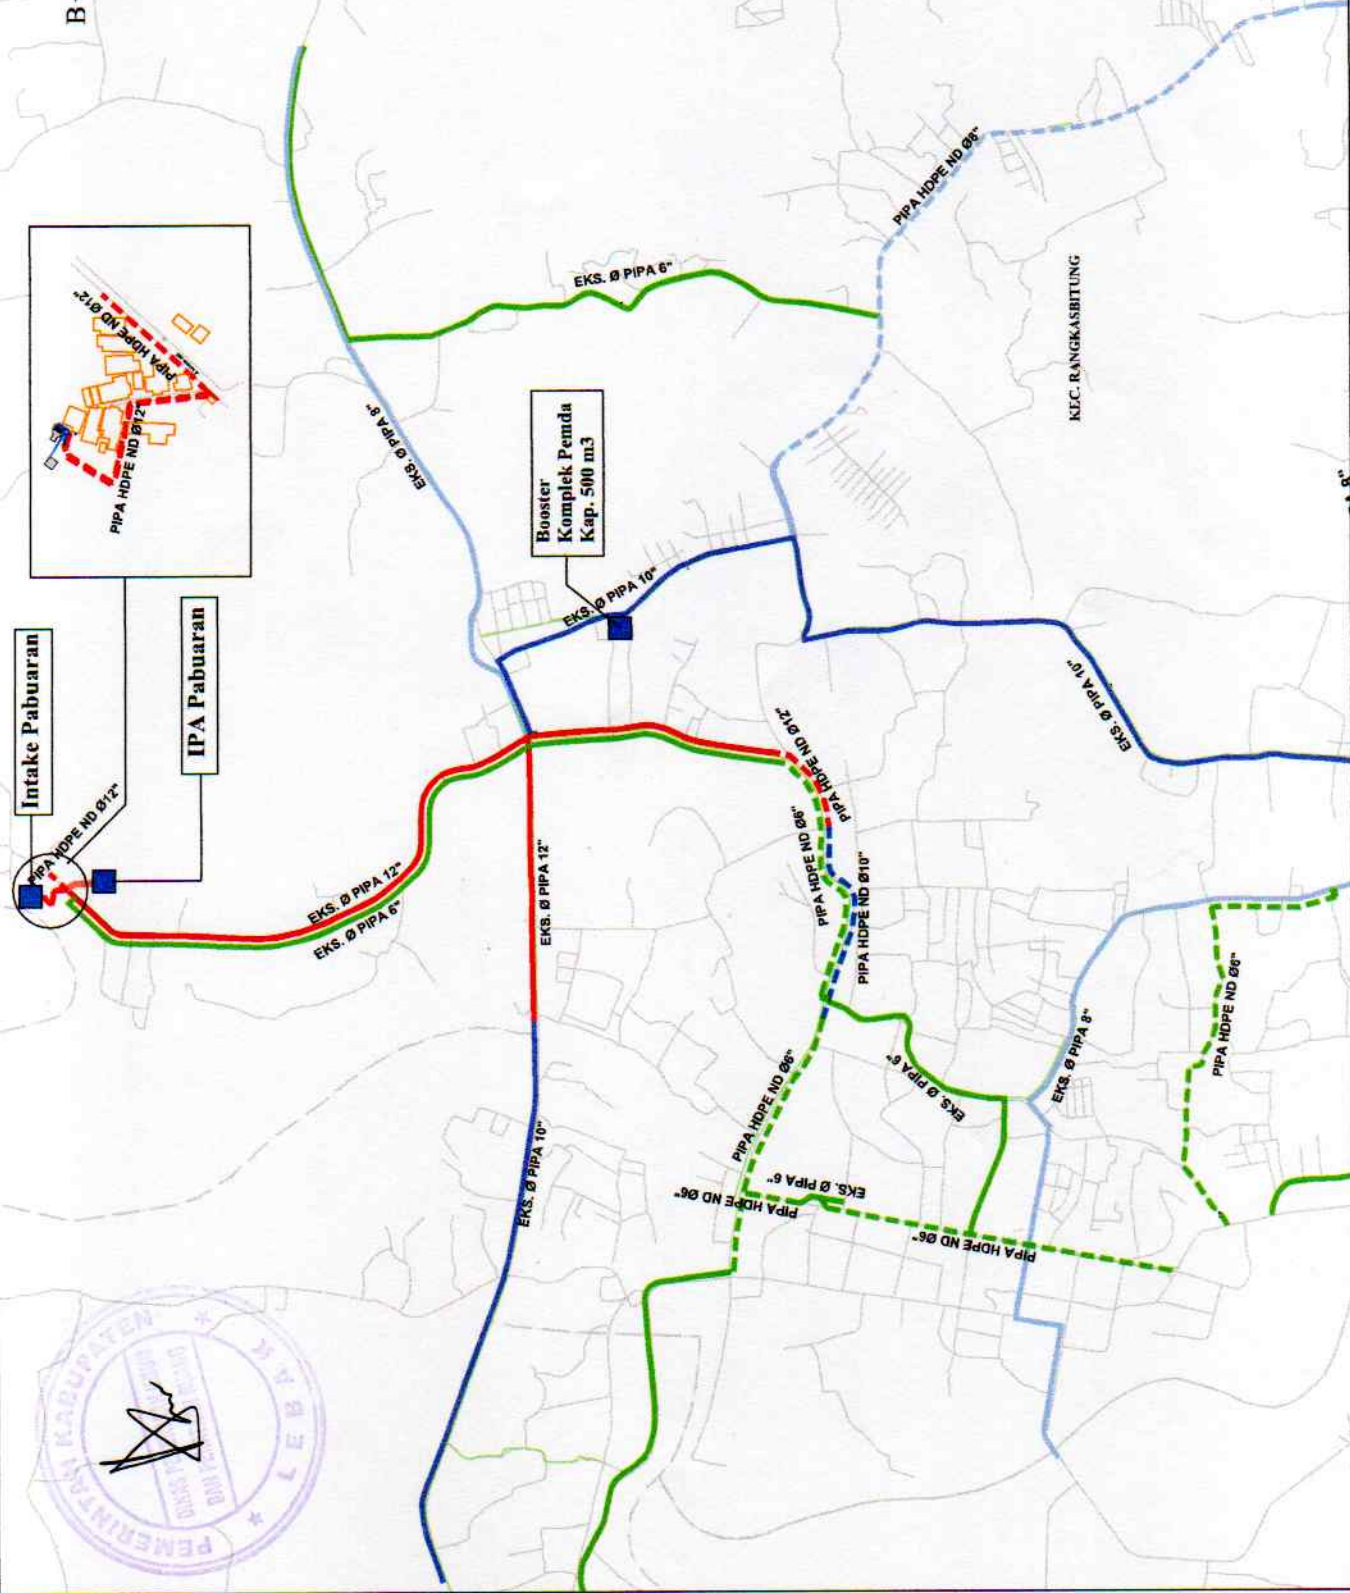 B
Intake Pabuaran
IPA Pabuaran
PIPA HDPE ND Ø12"
PIPA HDPE ND Ø12"
PIPA HDPE ND Ø12"
EKS. Ø PIPA 12"
EKS. Ø PIPA 6"
EKS. Ø PIPA 8"
EKS. Ø PIPA 6"
Booster
Komplek Pemda
Kap. 500 m3
EKS. Ø PIPA 10"
EKS. Ø PIPA 12"
EKS. Ø PIPA 10"
PIPA HDPE ND Ø8"
KEC. RANGKASBITUNG
EKS. Ø PIPA 10"
PIPA HDPE ND Ø12"
PIPA HDPE ND Ø6"
PIPA HDPE ND Ø10"
PIPA HDPE ND Ø6"
EKS. Ø PIPA 6"
EKS. Ø PIPA 6"
PIPA HDPE ND Ø6"
PIPA HDPE ND Ø6"
EKS. Ø PIPA 8"
PIPA HDPE ND Ø6"
PEMERINTAH KABUPATEN
LEBAK